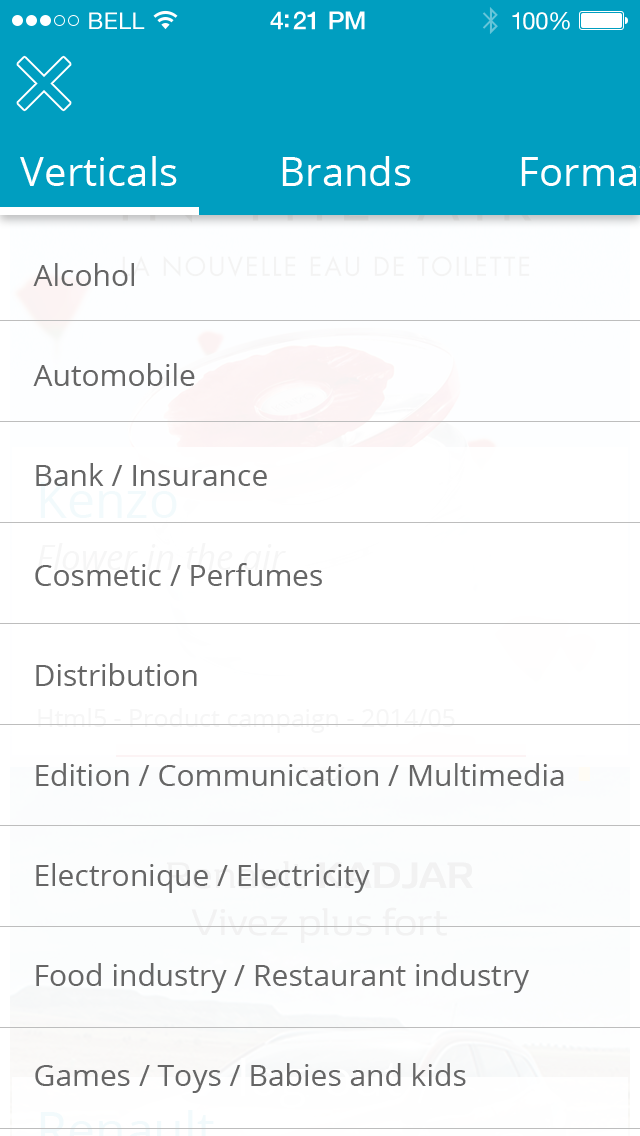 BELL 4:21 PM 100%
Verticals Brands Forma
LA NOUVELLE EAU DE TOILETTE
Alcohol
Automobile
Bank / Insurance
Kenzo
Flower in the air
Cosmetic / Perfumes
Distribution
Html5 - Product campaign - 2014/05
Edition / Communication / Multimedia
Electronique / Electricity
KADJAR
Vivez plus fort
Food industry / Restaurant industry
Games / Toys / Babies and kids
Renault